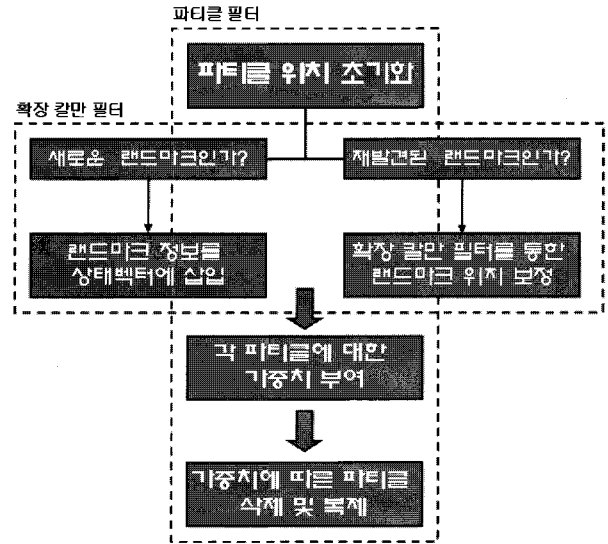 파티클 필터
파티클 위치 초기화
확장 칼만 필터
새로운 랜드마크인가?
재발견된 랜드마크인가?
랜드마크 정보를
상태벡터에 삽입
확장 칼만 필터를 통한
랜드마크 위치 보정
각 파티클에 대한
가중치 부여
가중치에 따른 파티클
삭제 및 복제